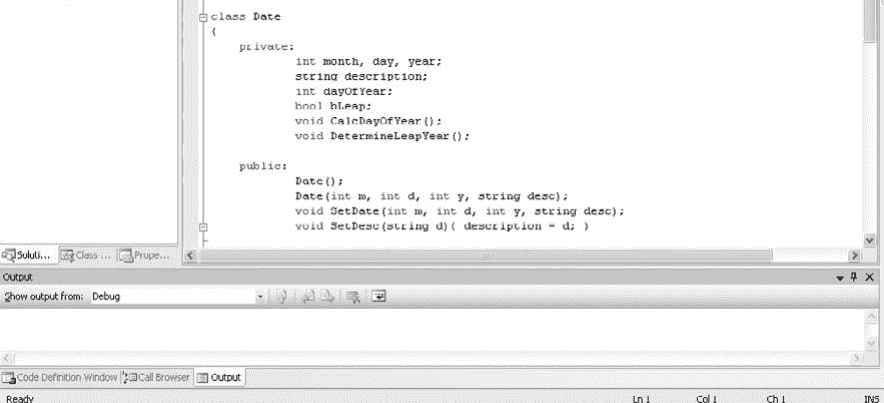 class Date
{
private:
int month, day, year;
string description;
int dayOfYear;
bool bLeap;
void CalcDayOfYear();
void DetermineLeapYear();
public:
Date();
Date(int m, int d, int y, string desc);
void SetDate(int m, int d, int y, string desc);
void SetDesc(string d){ description = d; }
Soluti... Class ... Prope...
Output
Show output from: Debug
Code Definition Window Call Browser Output
Ready Ln 1 Col 1 Ch 1 INS